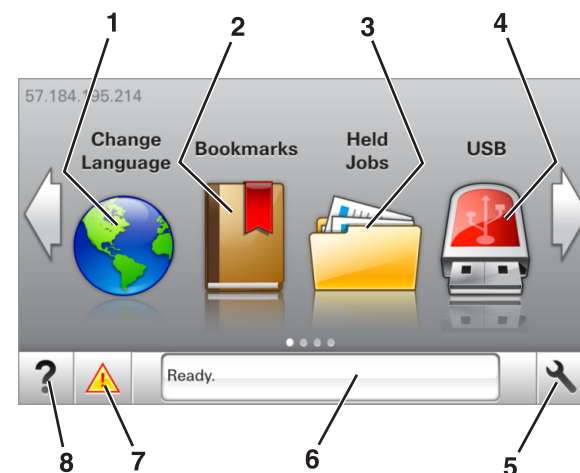 1
2
3
4
57.184.195.214
Change
Language
Bookmarks
Held
Jobs
USB
?
Ready.
8
7
6
5